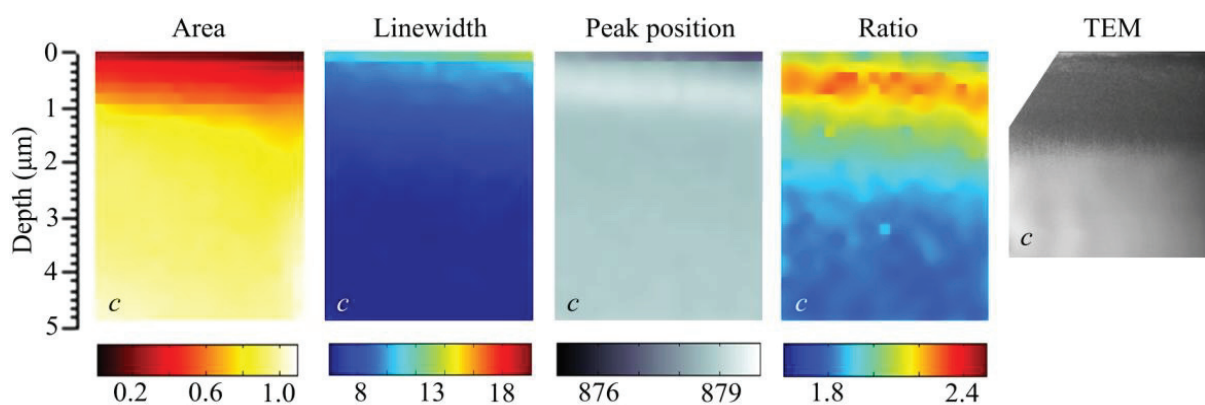 Area
Linewidth
Peak position
Ratio
TEM
Depth (μm)
0
1
2
3
4
5
c
c
c
c
c
0.2 0.6 1.0
8 13 18
876 879
1.8 2.4